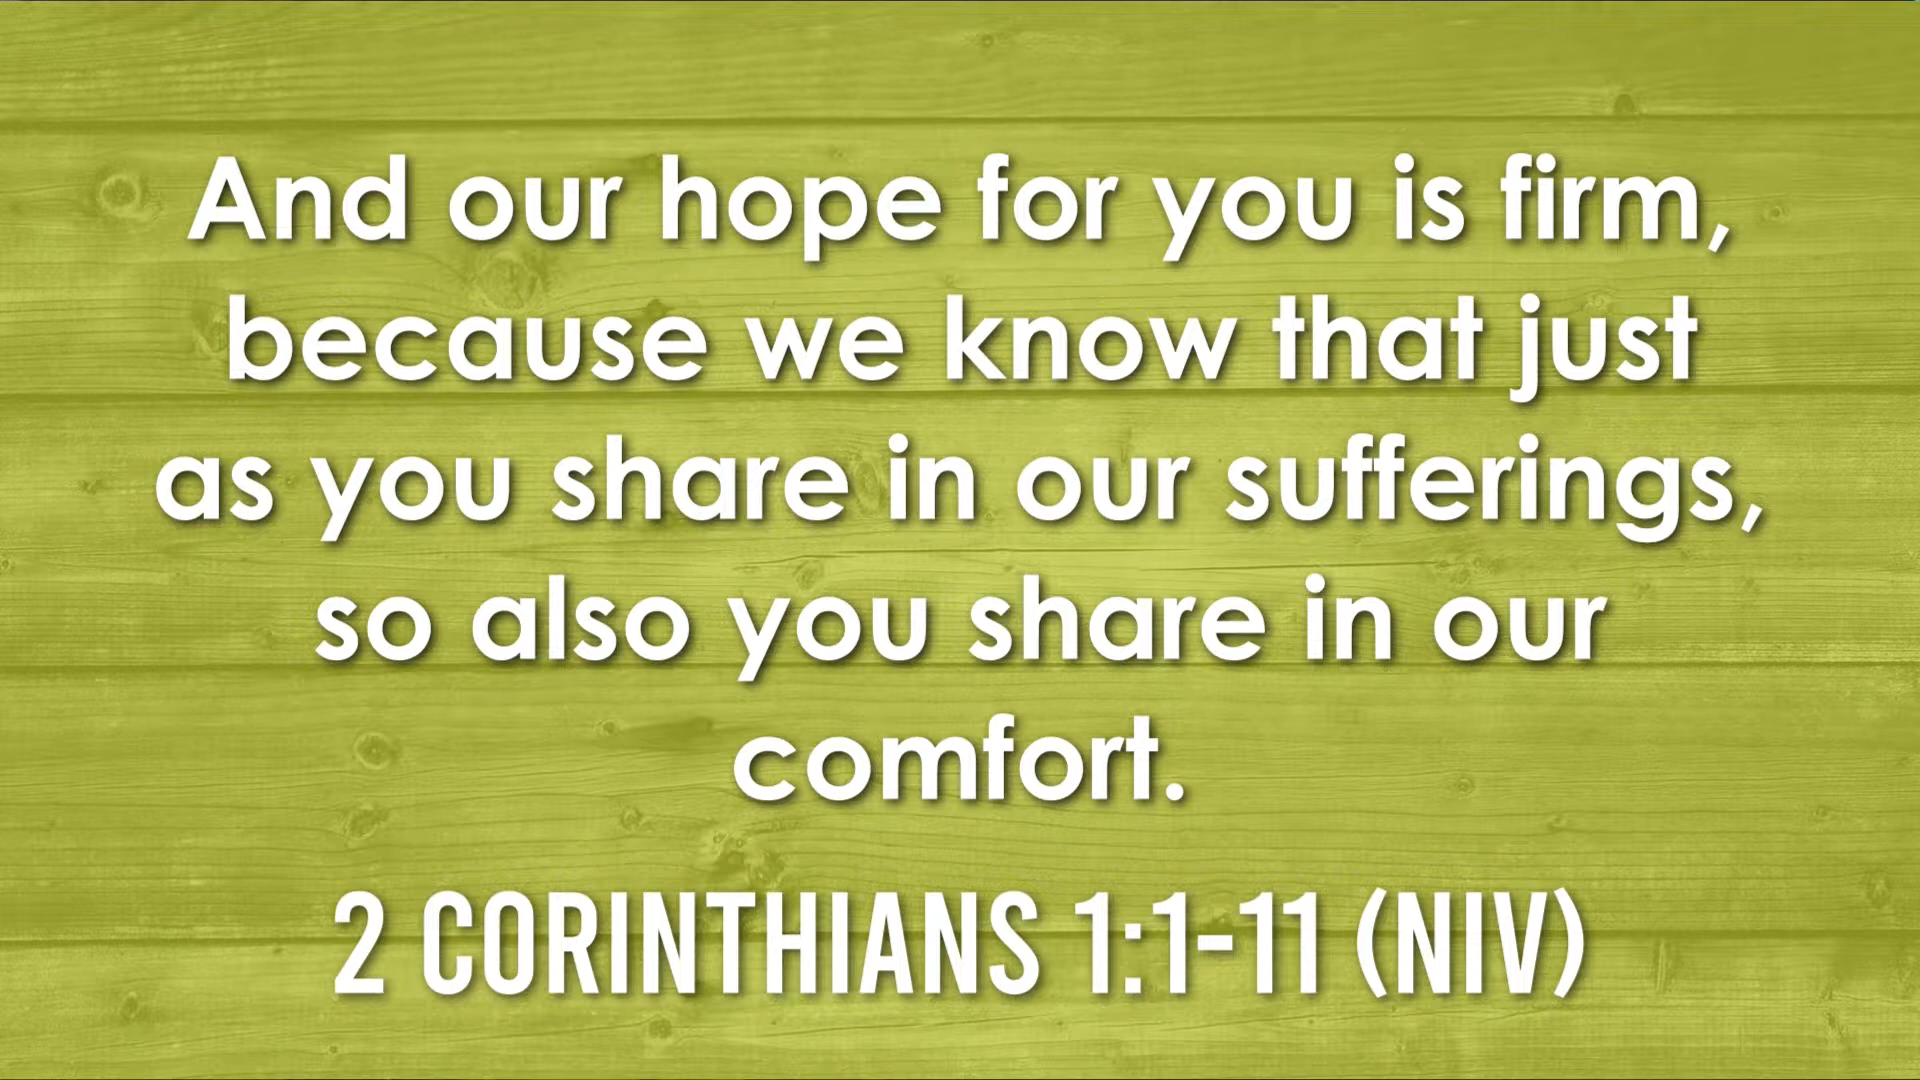 And our hope for you is firm,
because we know that just
as you share in our sufferings,
so also you share in our
comfort.
2 CORINTHIANS 1:1-11 (NIV)